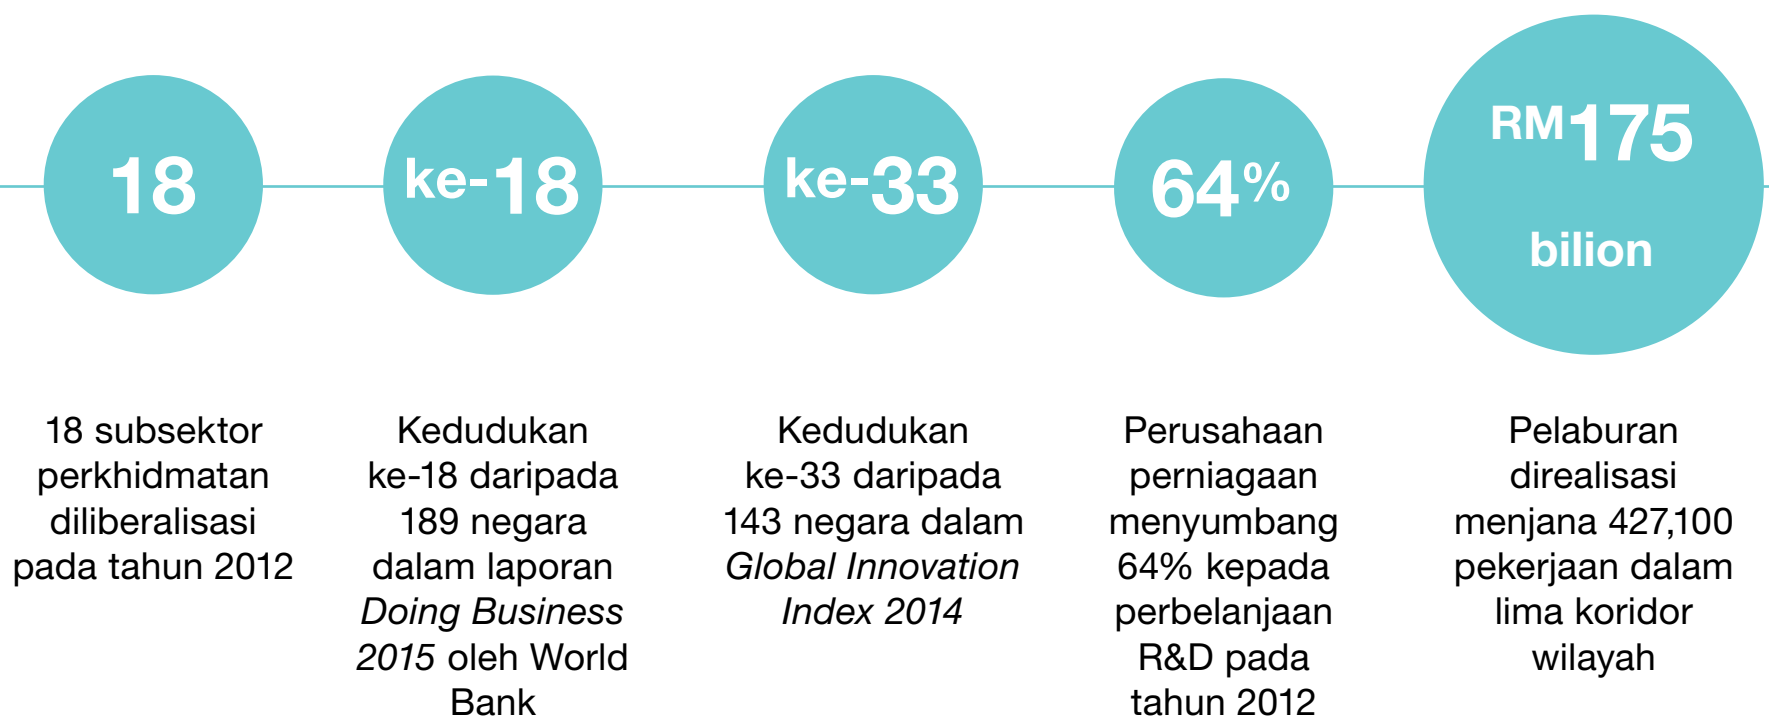 18
18 subsektor
perkhidmatan
diliberalisasi
pada tahun 2012
ke-18
Kedudukan
ke-18 daripada
189 negara
dalam laporan
Doing Business
2015 oleh World
Bank
ke-33
Kedudukan
ke-33 daripada
143 negara dalam
Global Innovation
Index 2014
64%
Perusahaan
perniagaan
menyumbang
64% kepada
perbelanjaan
R&D pada
tahun 2012
RM175
bilion
Pelaburan
direalisasi
menjana 427,100
pekerjaan dalam
lima koridor
wilayah